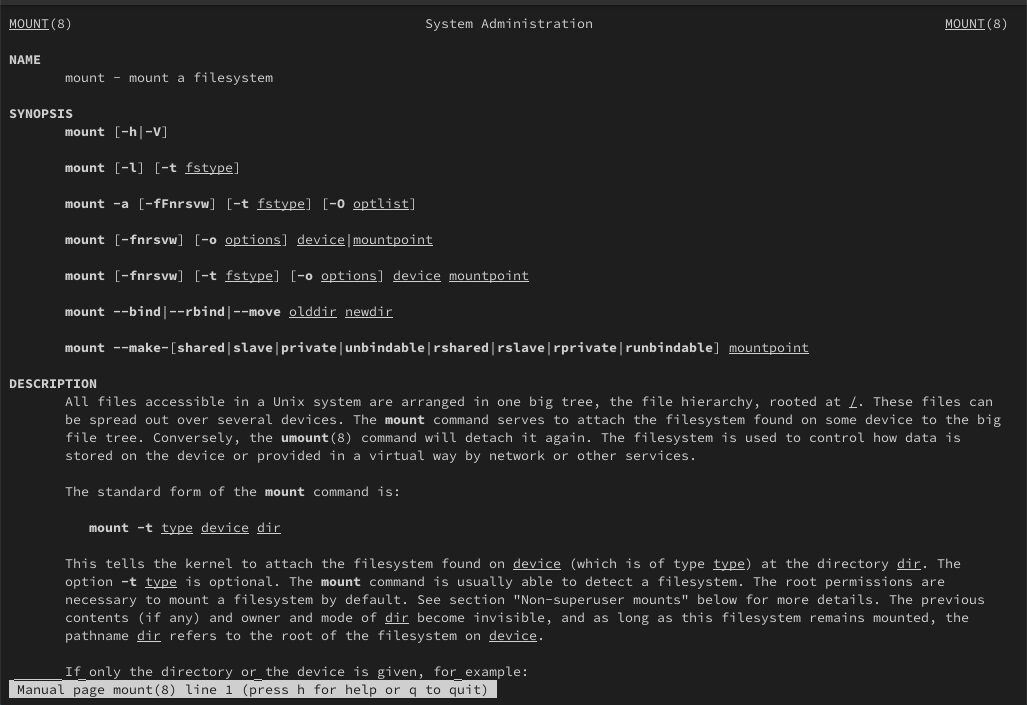 MOUNT(8) System Administration MOUNT(8)
NAME
mount - mount a filesystem
SYNOPSIS
mount [-h|-V]
mount [-l] [-t fstype]
mount -a [-fFnrsvw] [-t fstype] [-O optlist]
mount [-fnrsvw] [-o options] device|mountpoint
mount [-fnrsvw] [-t fstype] [-o options] device mountpoint
mount --bind|--rbind|--move olddir newdir
mount --make-[shared|slave|private|unbindable|rshared|rslave|rprivate|runbindable] mountpoint
DESCRIPTION
All files accessible in a Unix system are arranged in one big tree, the file hierarchy, rooted at /. These files can
be spread out over several devices. The mount command serves to attach the filesystem found on some device to the big
file tree. Conversely, the umount(8) command will detach it again. The filesystem is used to control how data is
stored on the device or provided in a virtual way by network or other services.
The standard form of the mount command is:
mount -t type device dir
This tells the kernel to attach the filesystem found on device (which is of type type) at the directory dir. The
option -t type is optional. The mount command is usually able to detect a filesystem. The root permissions are
necessary to mount a filesystem by default. See section "Non-superuser mounts" below for more details. The previous
contents (if any) and owner and mode of dir become invisible, and as long as this filesystem remains mounted, the
pathname dir refers to the root of the filesystem on device.
If only the directory or the device is given, for example:
Manual page mount(8) line 1 (press h for help or q to quit)